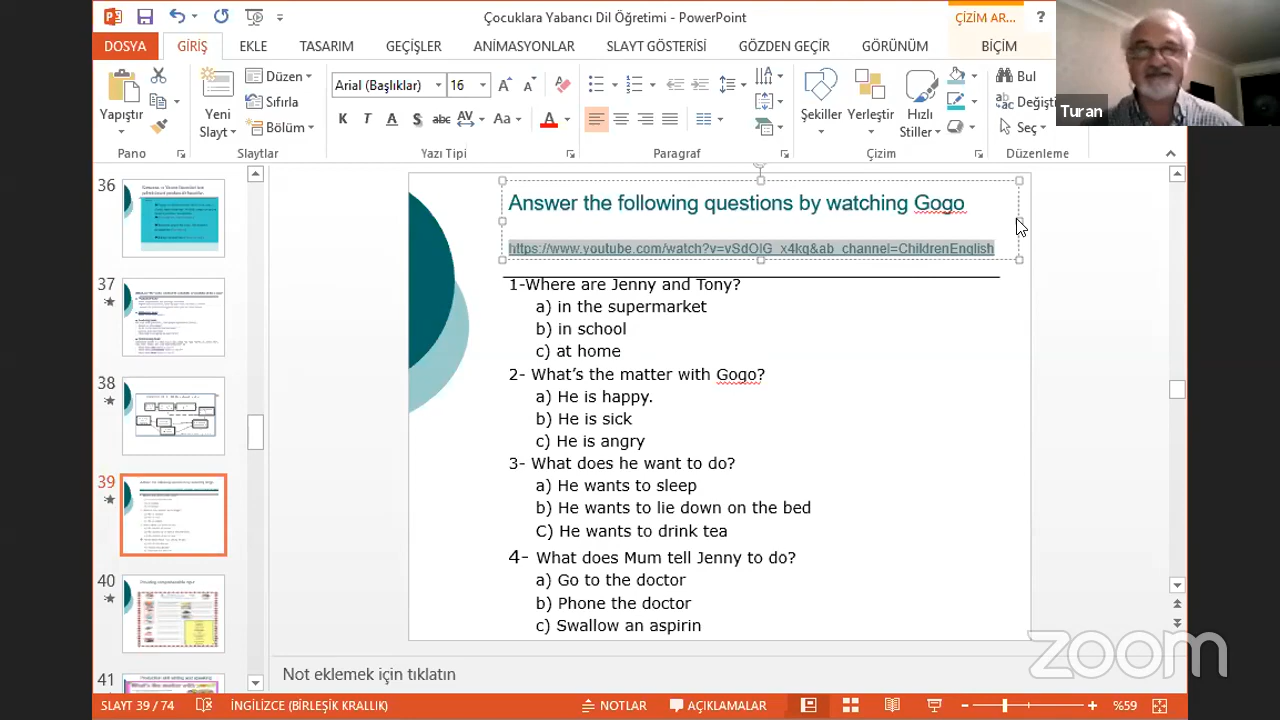 Çocuklara Yabancı Dil Öğretimi - PowerPoint
ÇİZİM AR...
?
DOSYA
GİRİŞ
EKLE
TASARIM
GEÇİŞLER
ANİMASYONLAR
SLAYT GÖSTERİSİ
GÖZDEN GEÇİR
GÖRÜNÜM
BİÇİM
Yapıştır
Yeni
Slayt
Düzen
Sıfırla
Bölüm
Arial (Başlıklar)
16
K T A S abc AV Aa A
Şekiller
Yerleştir
Hızlı
Stiller
Bul
Değişti
Seç
Pano
Slaytlar
Yazı Tipi
Paragraf
Çizim
Düzenleme
Turan
36
37
38
39
40
41
Answer the following questions by watching Gogo
https://www.youtube.com/watch?v=vSdOIG_x4kg&ab_channel=ChildrenEnglish
1-Where are Jenny and Tony?
a) in the supermarket
b) in school
c) at home
2- What's the matter with Gogo?
a) He is happy.
b) He is sick
c) He is angry
3- What does he want to do?
a) He wants to sleep
b) He wants to lie down on the bed
C) He wants to drink tea
4- What does Mum tell Jenny to do?
a) Go to the doctor
b) Phone the doctor
c) Swallow an aspirin
zoom
Not eklemek için tıklatın
SLAYT 39 / 74
İNGİLİZCE (BİRLEŞİK KRALLIK)
NOTLAR
AÇIKLAMALAR
%59